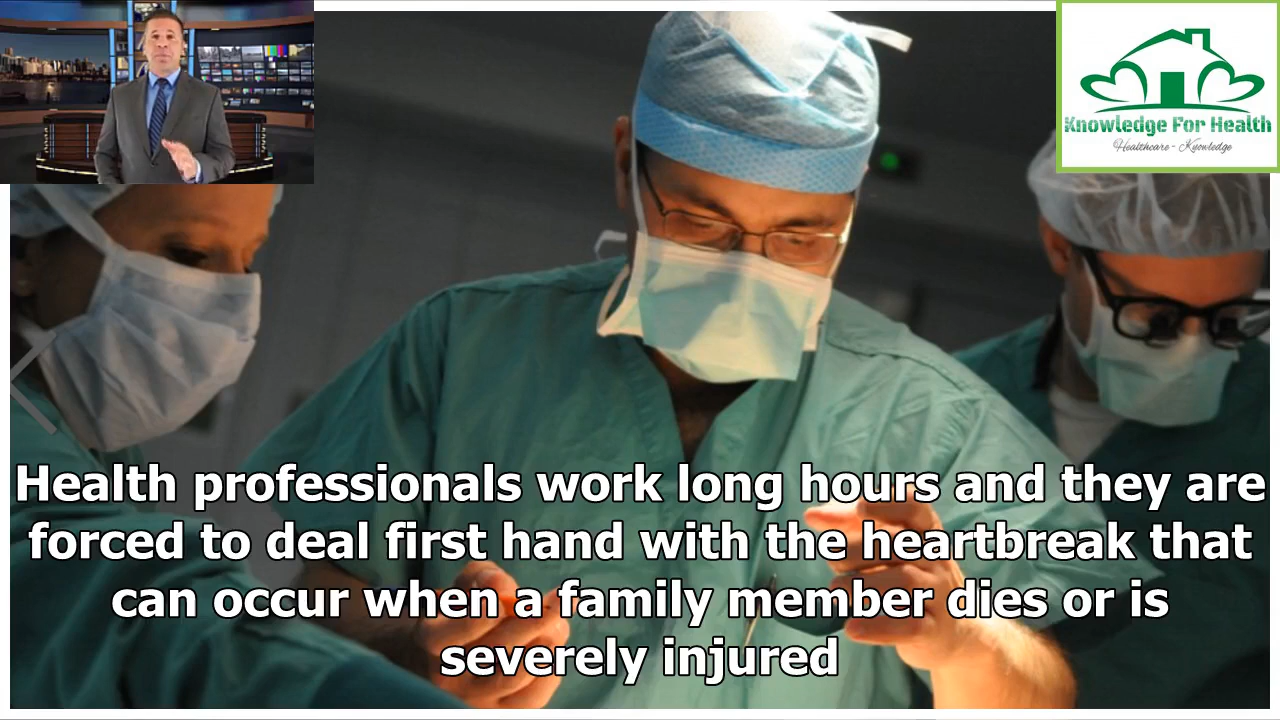 Knowledge For Health
Healthcare - Knowledge
Health professionals work long hours and they are
forced to deal first hand with the heartbreak that
can occur when a family member dies or is
severely injured